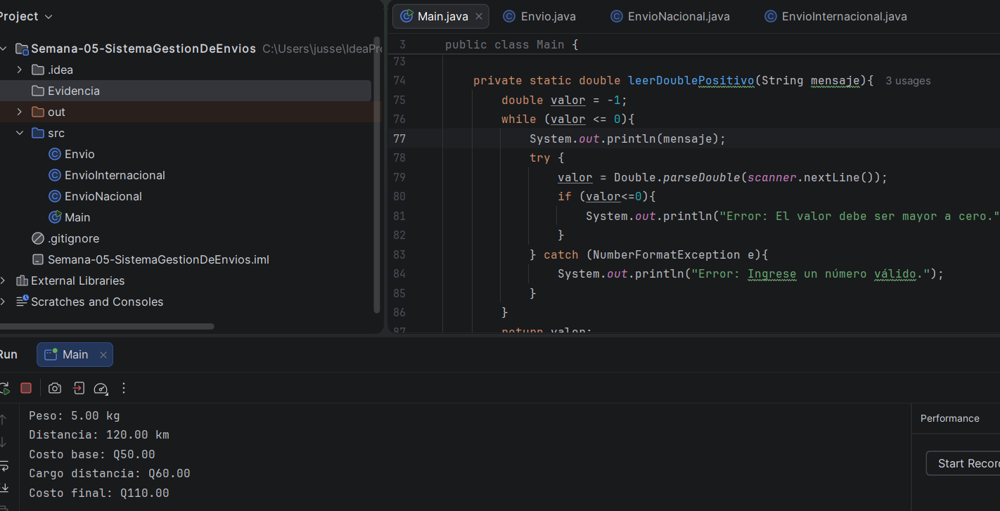 Project
Semana-05-SistemaGestionDeEnvios C:\Users\jusse\IdeaPro
.idea
Evidencia
out
src
Envio
EnvioInternacional
EnvioNacional
Main
.gitignore
Semana-05-SistemaGestionDeEnvios.iml
External Libraries
Scratches and Consoles
Main.java Envio.java EnvioNacional.java EnvioInternacional.java
3 public class Main {
73
74 private static double leerDoublePositivo(String mensaje){ 3 usages
75 double valor = -1;
76 while (valor <= 0){
77 System.out.println(mensaje);
78 try {
79 valor = Double.parseDouble(scanner.nextLine());
80 if (valor<=0){
81 System.out.println("Error: El valor debe ser mayor a cero."
82 }
83 } catch (NumberFormatException e){
84 System.out.println("Error: Ingrese un número válido.");
85 }
86 }
87 return valor;
Run Main
Peso: 5.00 kg
Distancia: 120.00 km
Costo base: Q50.00
Cargo distancia: Q60.00
Costo final: Q110.00
Performance
Start Recor